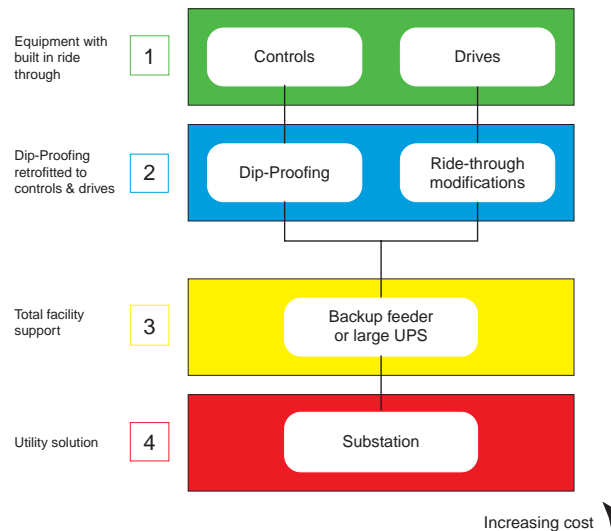 Equipment with
built in ride
through
1
Controls
Drives
Dip-Proofing
retrofitted to
controls & drives
2
Dip-Proofing
Ride-through
modifications
Total facility
support
3
Backup feeder
or large UPS
Utility solution
4
Substation
Increasing cost